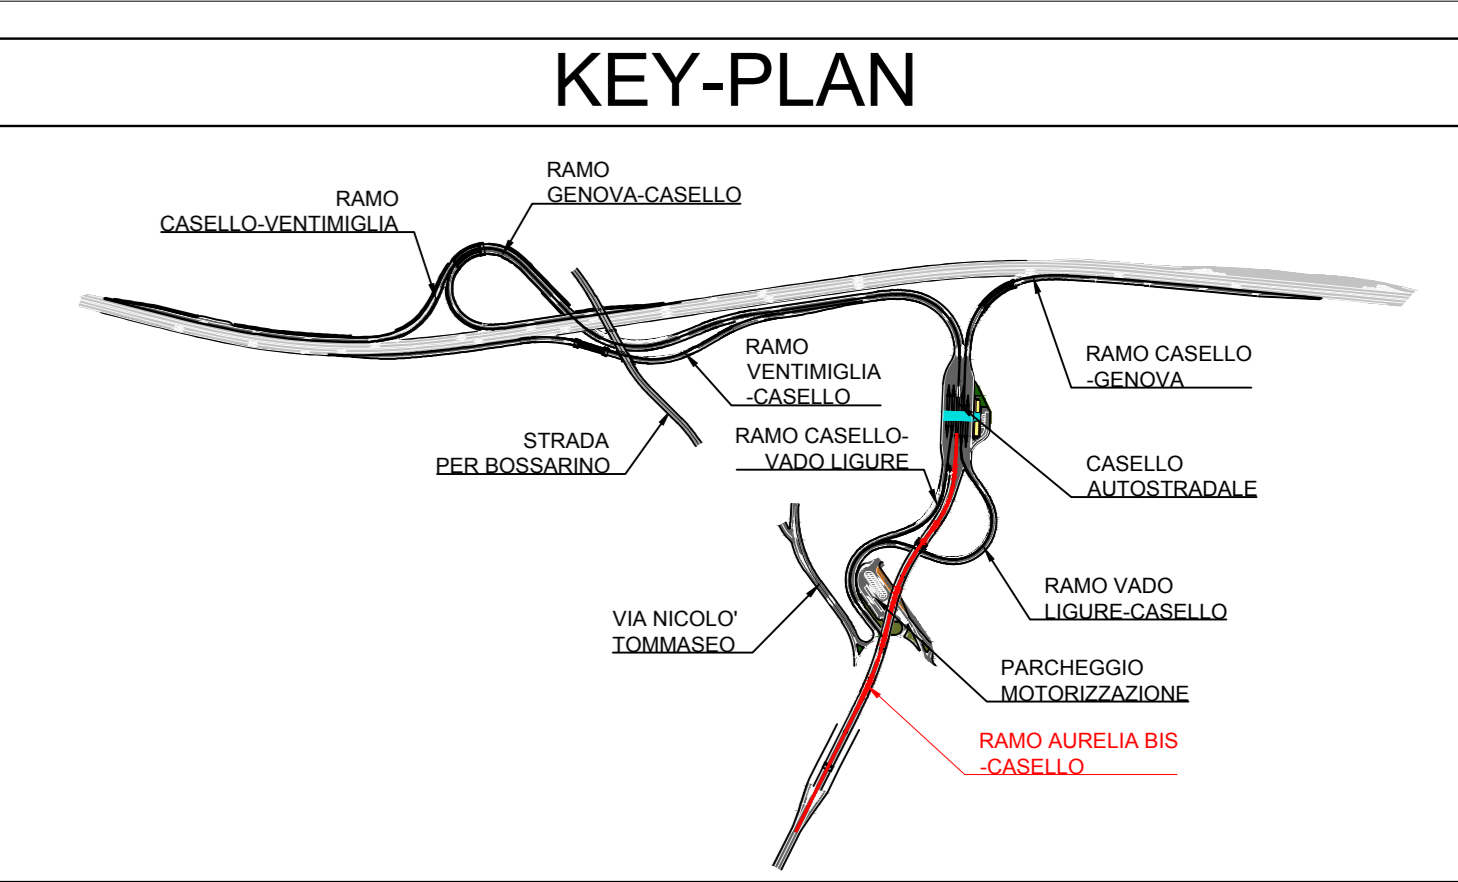 KEY-PLAN
RAMO
GENOVA-CASELLO
RAMO
CASELLO-VENTIMIGLIA
RAMO
VENTIMIGLIA
-CASELLO
RAMO CASELLO
-GENOVA
STRADA
PER BOSSARINO
RAMO CASELLO-
VADO LIGURE
CASELLO
AUTOSTRADALE
RAMO VADO
LIGURE-CASELLO
VIA NICOLO'
TOMMASEO
PARCHEGGIO
MOTORIZZAZIONE
RAMO AURELIA BIS
-CASELLO